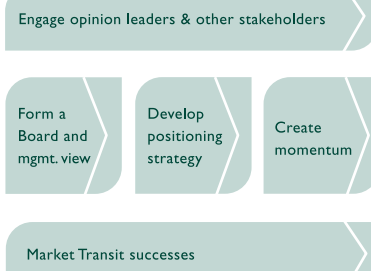 Engage opinion leaders & other stakeholders
Form a
Board and
mgmt. view
Develop
positioning
strategy
Create
momentum
Market Transit successes